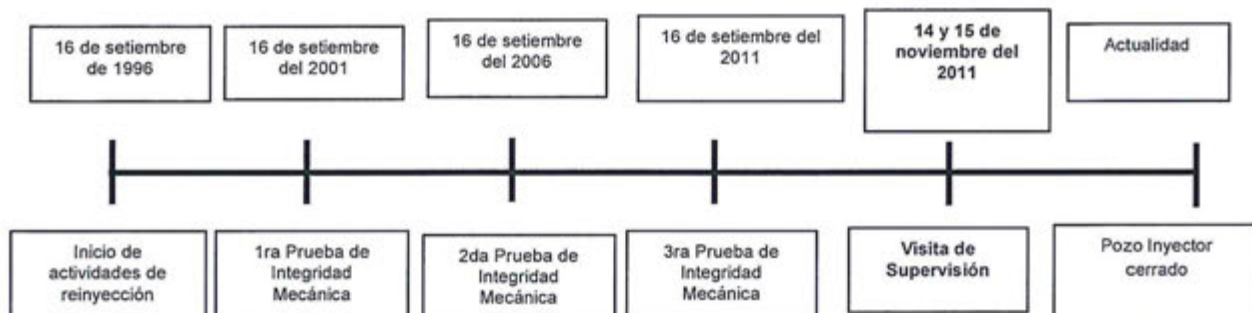 16 de setiembre
de 1996
16 de setiembre
del 2001
16 de setiembre
del 2006
16 de setiembre del
2011
14 y 15 de
noviembre del
2011
Actualidad
Inicio de
actividades de
reinyección
1ra Prueba de
Integridad
Mecánica
2da Prueba de
Integridad
Mecánica
3ra Prueba de
Integridad
Mecánica
Visita de
Supervisión
Pozo Inyector
cerrado